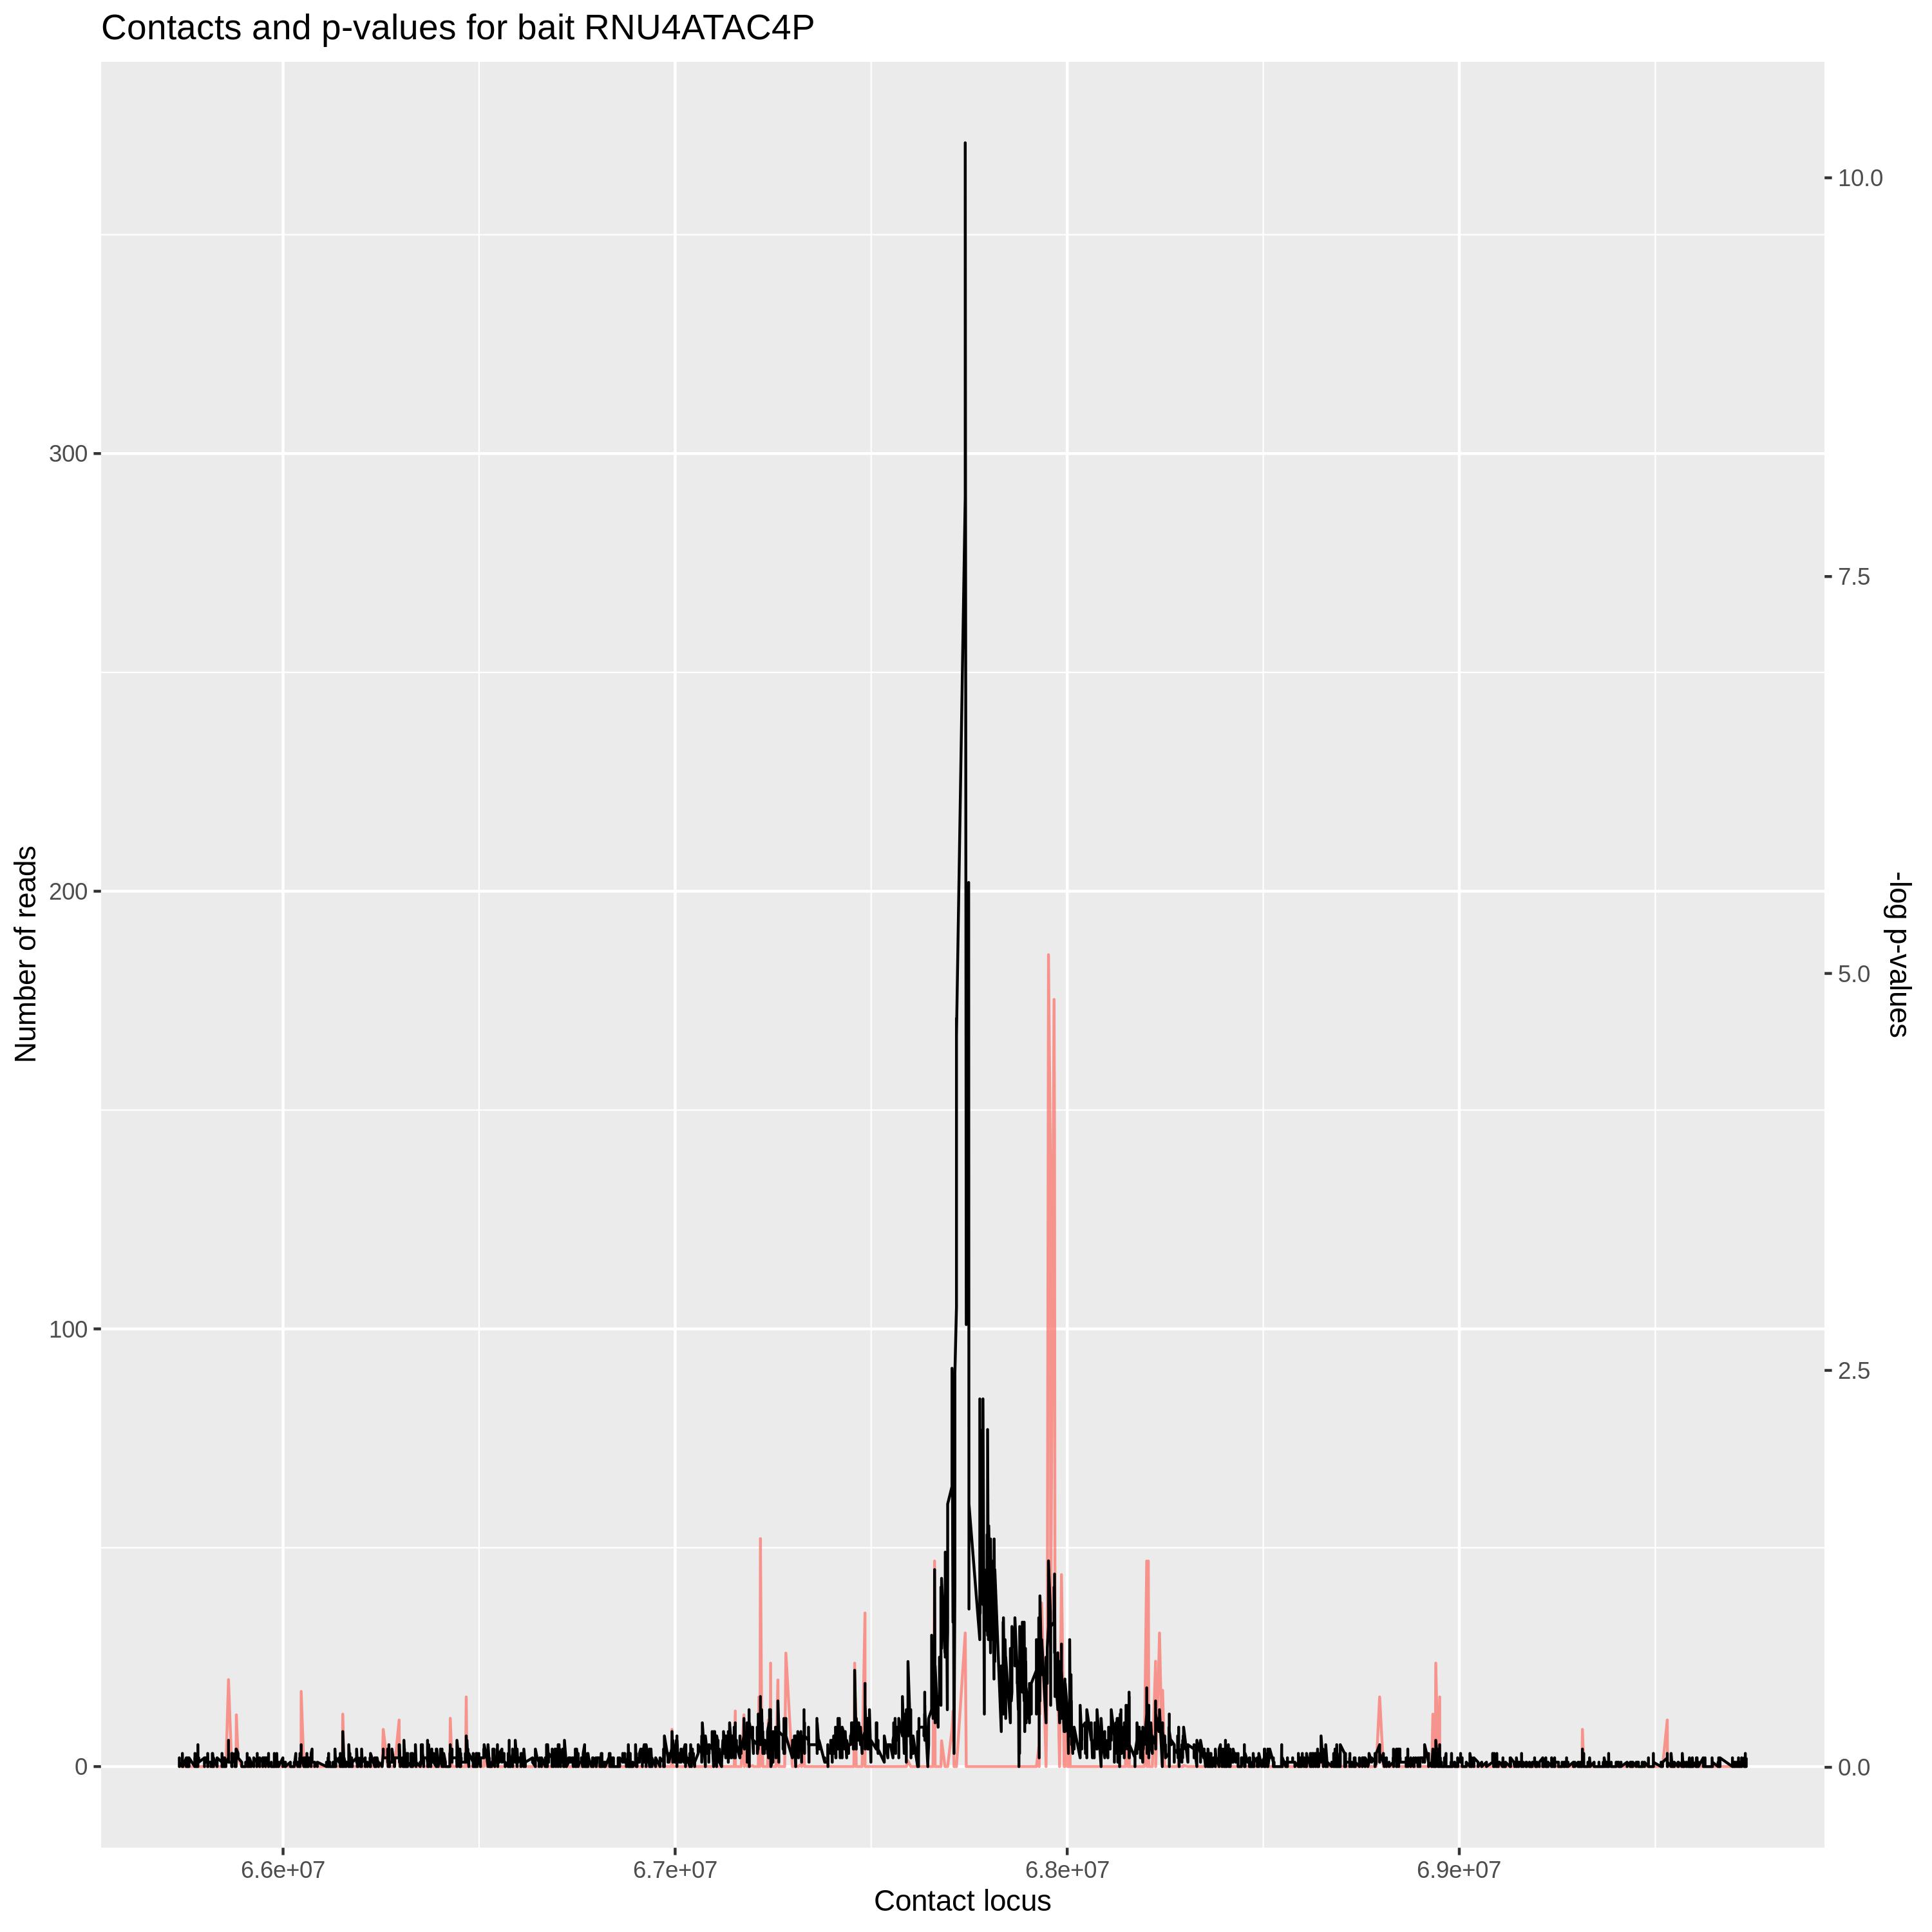 Contacts and p-values for bait RNU4ATAC4P
Number of reads
300
200
100
0
10.0
7.5
5.0
2.5
0.0
-log p-values
6.6e+07
6.7e+07
6.8e+07
6.9e+07
Contact locus